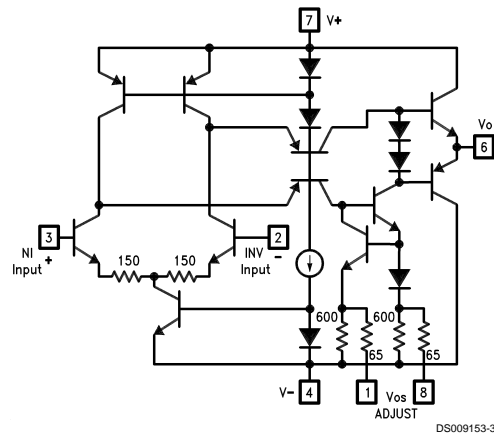 7 V+
Vo
6
3
NI
Input +
150 150
2
INV
Input -
600 65 600 65
V- 4
1 Vos 8
ADJUST
DS009153-3